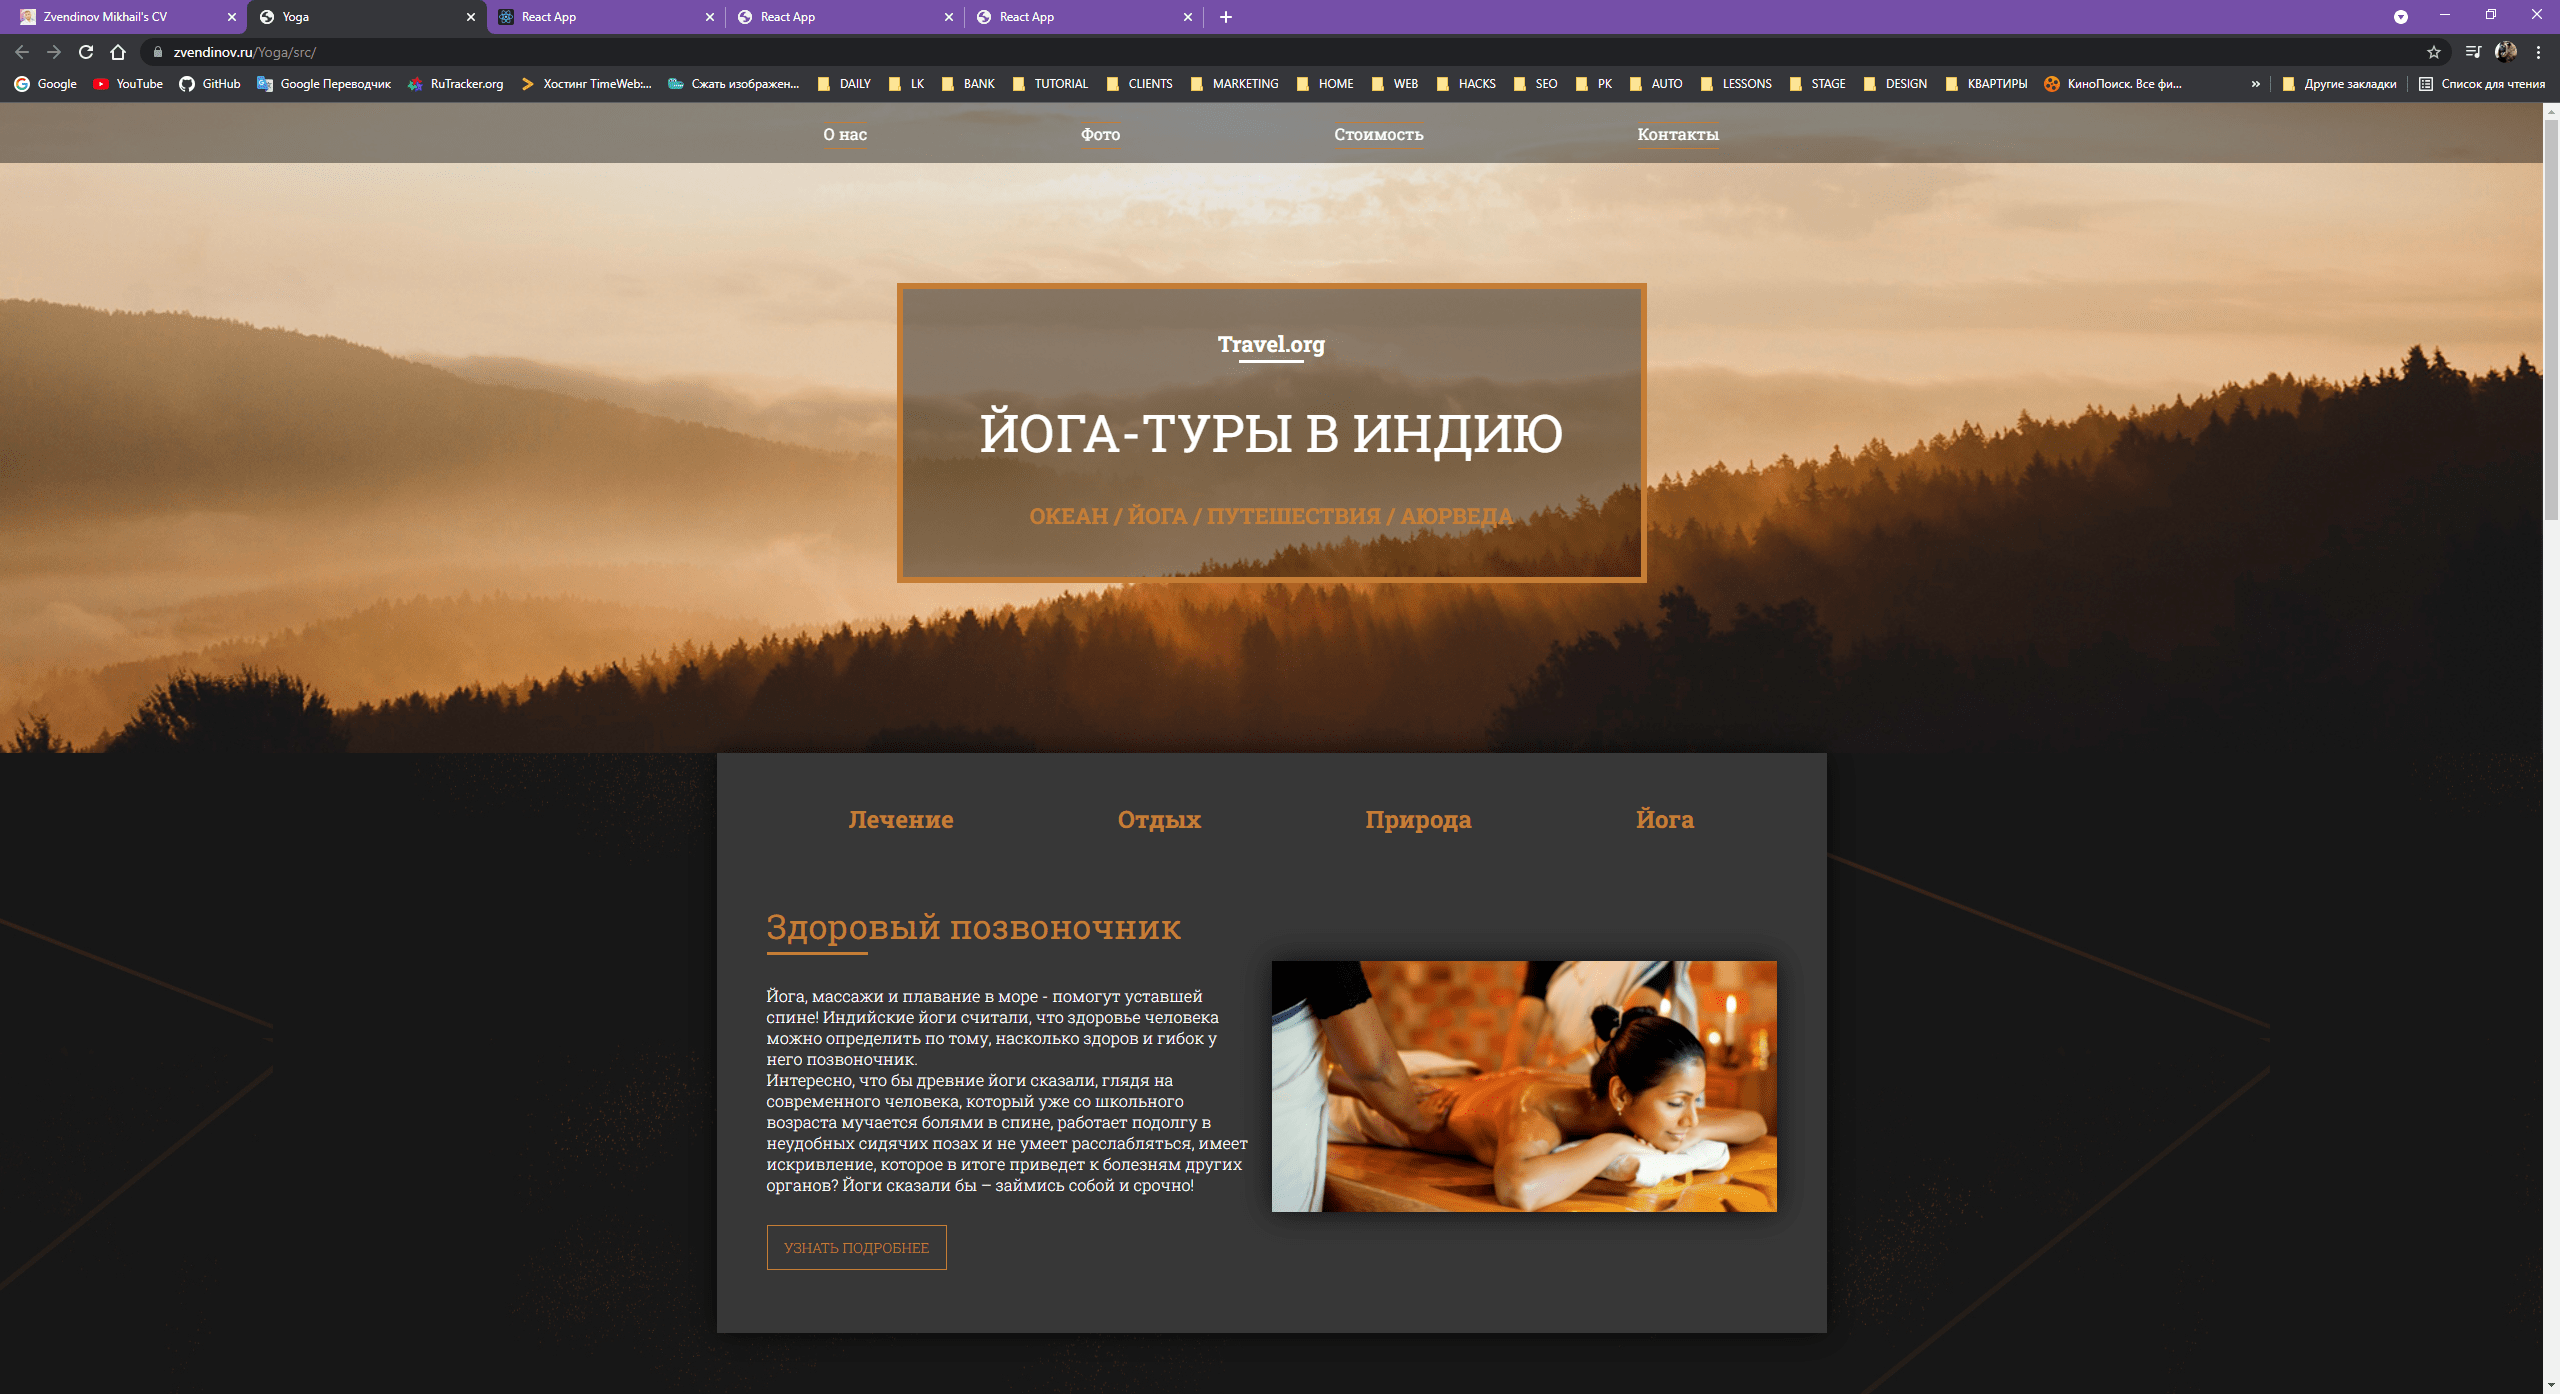 Zvendinov Mikhail's CV
Yoga
React App
React App
React App
zvendinov.ru/Yoga/src/
Google
YouTube
GitHub
Google Переводчик
RuTracker.org
Хостинг TimeWeb:...
Сжать изображен...
DAILY
LK
BANK
TUTORIAL
CLIENTS
MARKETING
HOME
WEB
HACKS
SEO
PK
AUTO
LESSONS
STAGE
DESIGN
КВАРТИРЫ
КиноПоиск. Все фи...
»
Другие закладки
Список для чтения
О нас
Фото
Стоимость
Контакты
Travel.org
ЙОГА-ТУРЫ В ИНДИЮ
ОКЕАН / ЙОГА / ПУТЕШЕСТВИЯ / АЮРВЕДА
Лечение
Отдых
Природа
Йога
Здоровый позвоночник
Йога, массажи и плавание в море - помогут уставшей
спине! Индийские йоги считали, что здоровье человека
можно определить по тому, насколько здоров и гибок у
него позвоночник.
Интересно, что бы древние йоги сказали, глядя на
современного человека, который уже со школьного
возраста мучается болями в спине, работает подолгу в
неудобных сидячих позах и не умеет расслабляться, имеет
искривление, которое в итоге приведет к болезням других
органов? Йоги сказали бы – займись собой и срочно!
УЗНАТЬ ПОДРОБНЕЕ